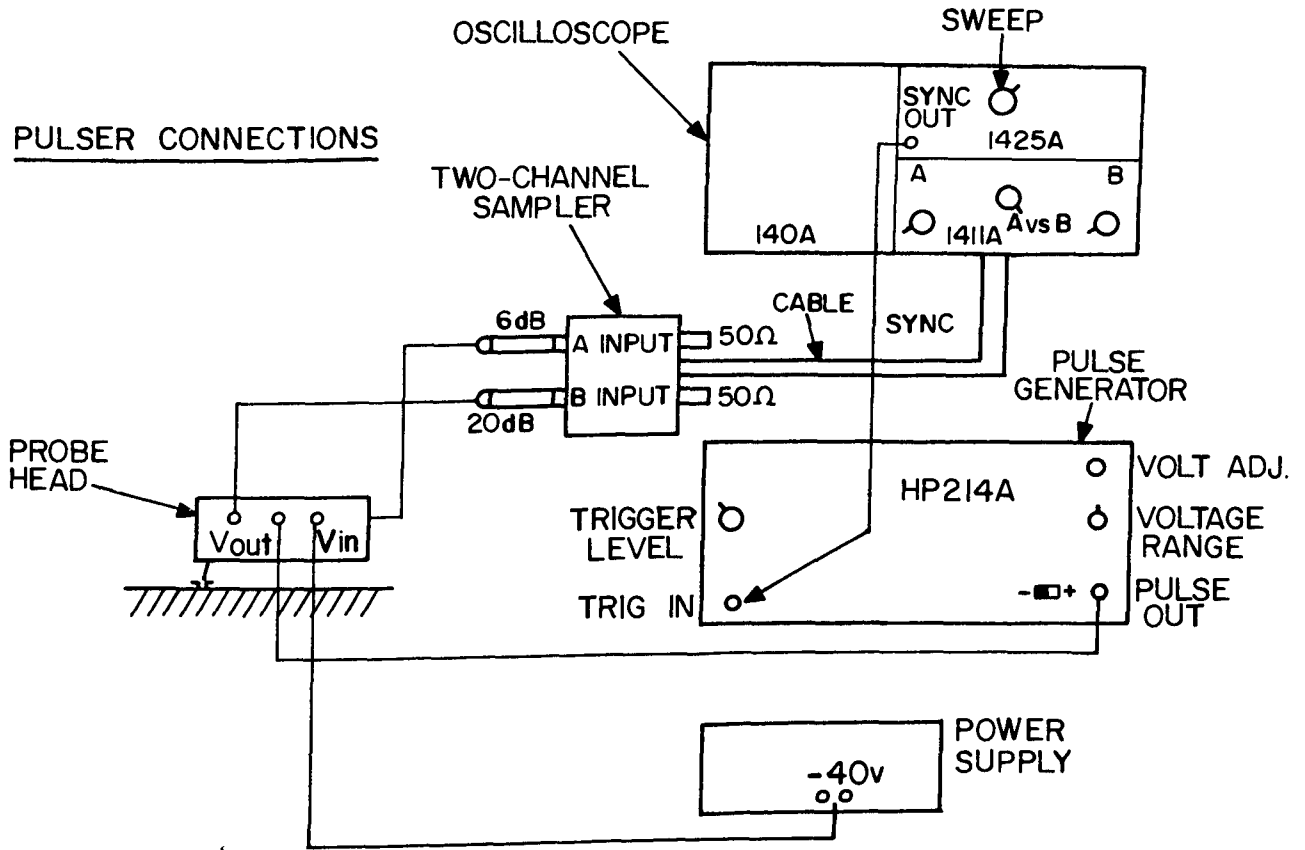 SWEEP
OSCILLOSCOPE
PULSER CONNECTIONS
SYNC
OUT
1425A
TWO-CHANNEL
SAMPLER
A
B
A vs B
140A
1411A
CABLE
SYNC
6dB
A INPUT
50Ω
B INPUT
50Ω
20dB
PULSE
GENERATOR
PROBE
HEAD
Vout
Vin
HP214A
VOLT ADJ.
TRIGGER
LEVEL
VOLTAGE
RANGE
TRIG IN
- +
PULSE
OUT
POWER
SUPPLY
-40v